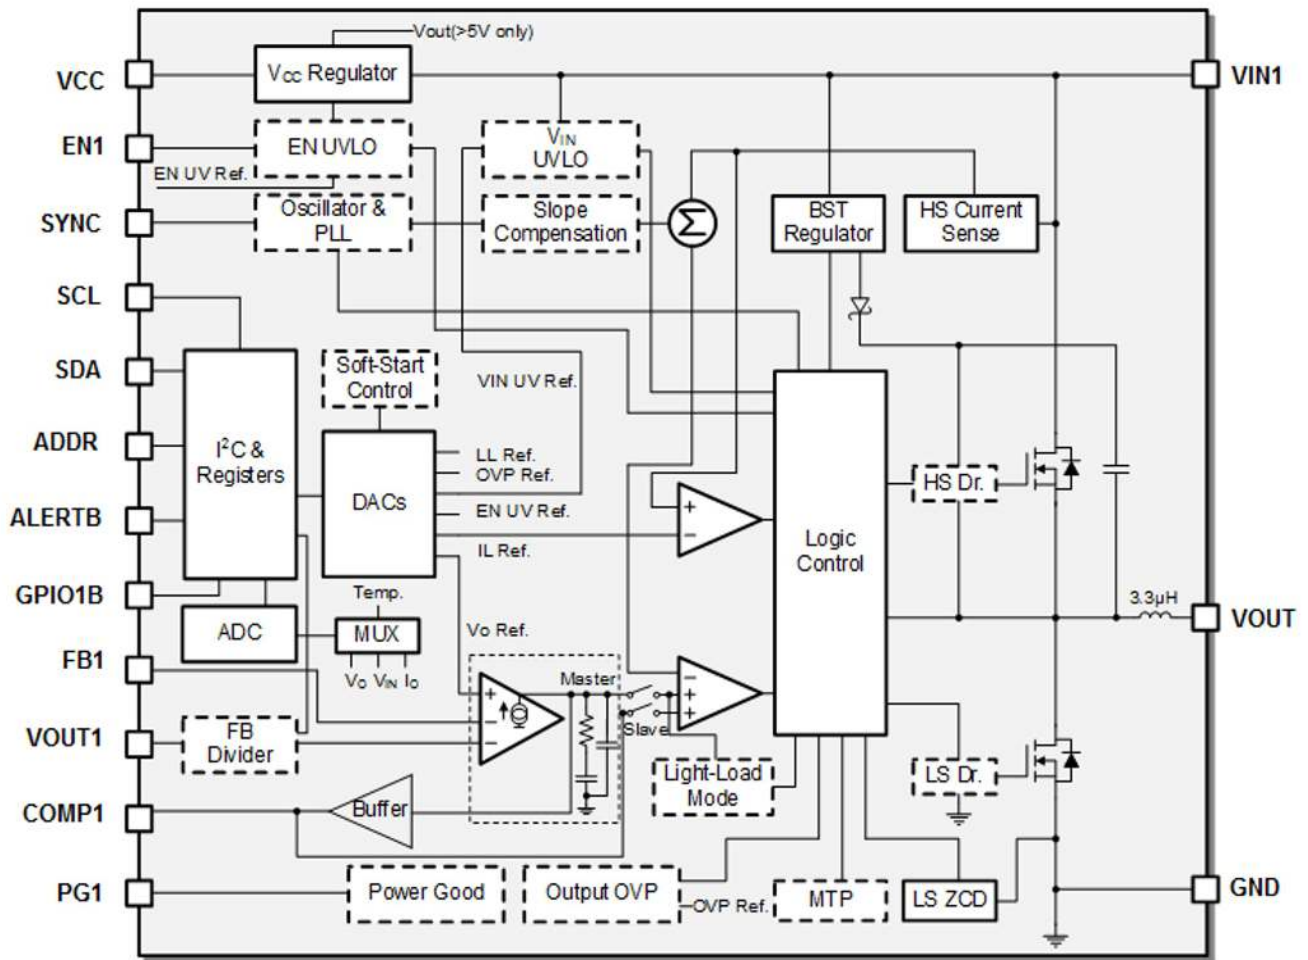 Vout(>5V only)
VCC
VCC Regulator
VIN1
EN1
EN UVLO
VIN
UVLO
EN UV Ref.
SYNC
Oscillator &
PLL
Slope
Compensation
Σ
BST
Regulator
HS Current
Sense
SCL
SDA
Soft-Start
Control
VIN UV Ref.
ADDR
I²C &
Registers
DACs
LL Ref.
OVP Ref.
EN UV Ref.
IL Ref.
+
−
Logic
Control
HS Dr.
ALERTB
GPIO1B
Temp.
3.3µH
VOUT
ADC
MUX
Vo Ref.
VO VIN IO
FB1
Master
+
−
−
−
+
+
Slave
VOUT1
FB
Divider
Light-Load
Mode
LS Dr.
COMP1
Buffer
PG1
Power Good
Output OVP
OVP Ref.
MTP
LS ZCD
GND